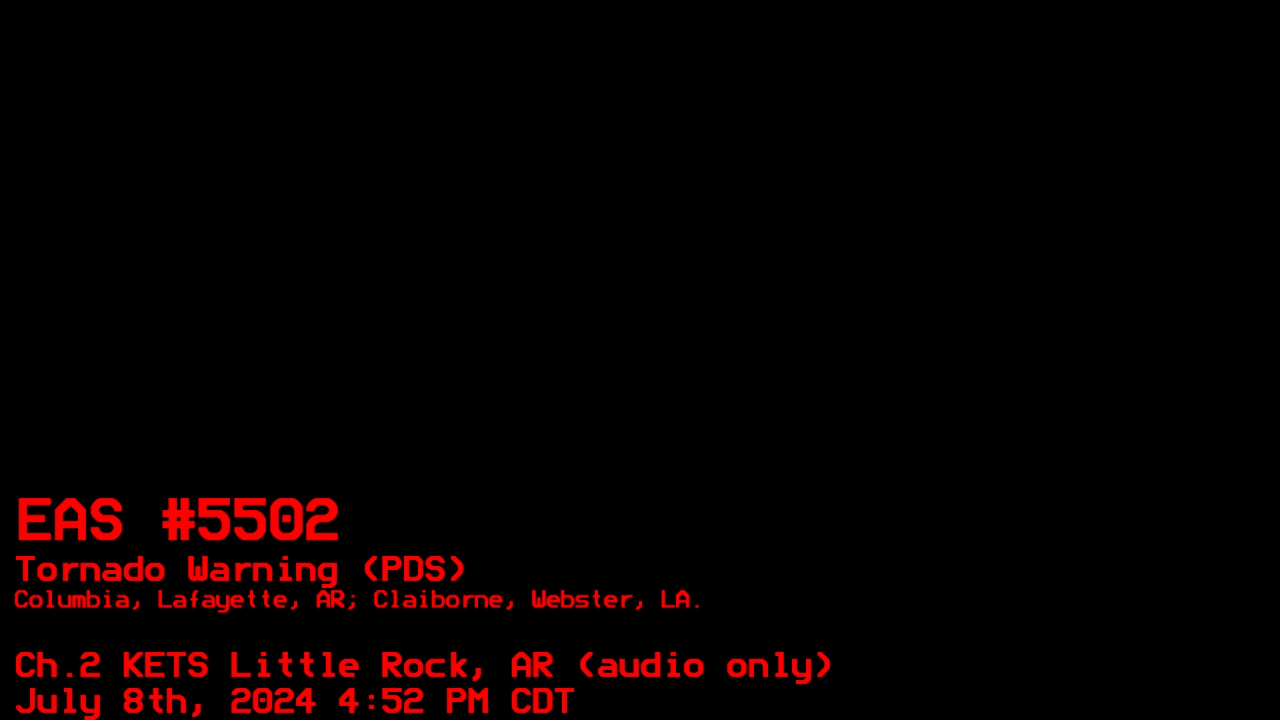 EAS #5502
Tornado Warning (PDS)
Columbia, Lafayette, AR; Claiborne, Webster, LA.
Ch.2 KETS Little Rock, AR (audio only)
July 8th, 2024 4:52 PM CDT